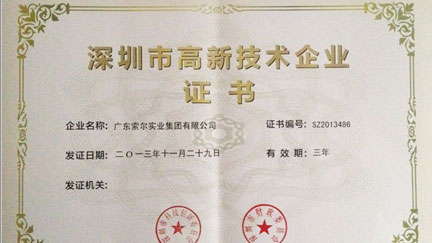 深圳市高新技术企业
证书
企业名称: 广东索尔实业集团有限公司 证书编号: SZ2013486
发证日期: 二〇一三年十一月二十九日 有效期: 三年
发证机关: